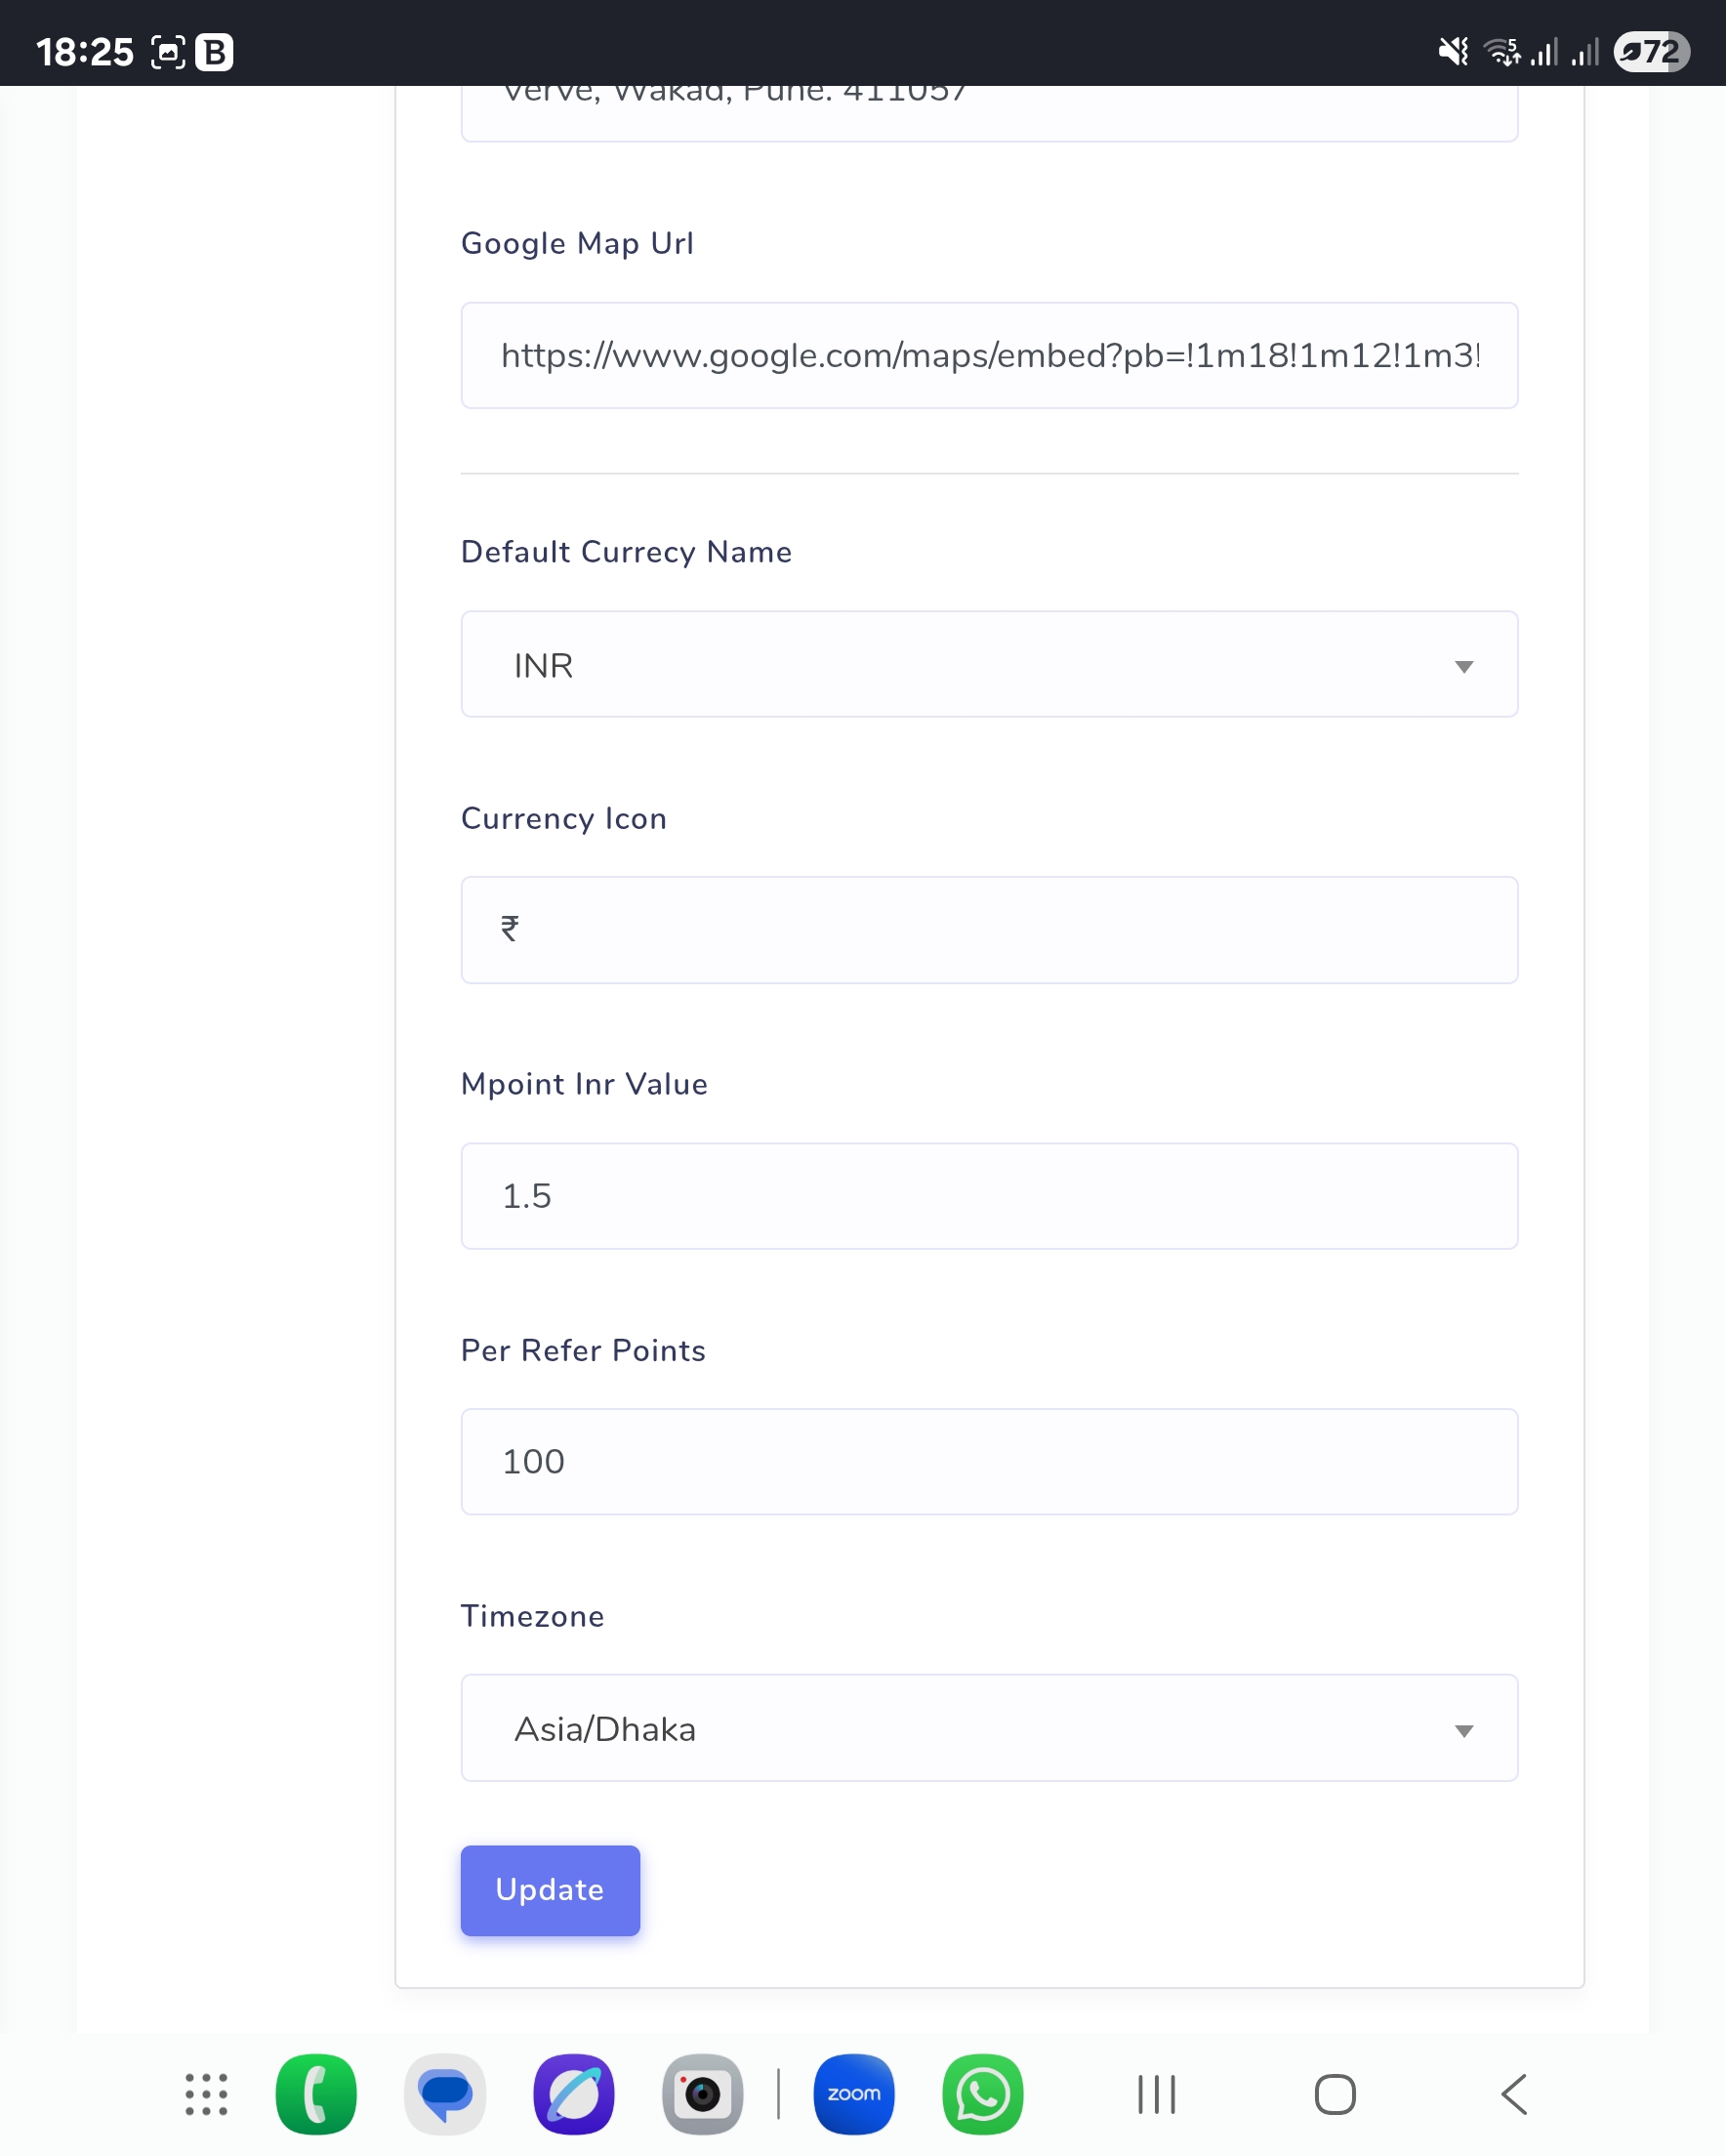 18:25 B 5 72
Verve, Wakad, Pune. 411057
Google Map Url
https://www.google.com/maps/embed?pb=!1m18!1m12!1m3!
Default Currecy Name
INR
Currency Icon
₹
Mpoint Inr Value
1.5
Per Refer Points
100
Timezone
Asia/Dhaka
Update
zoom